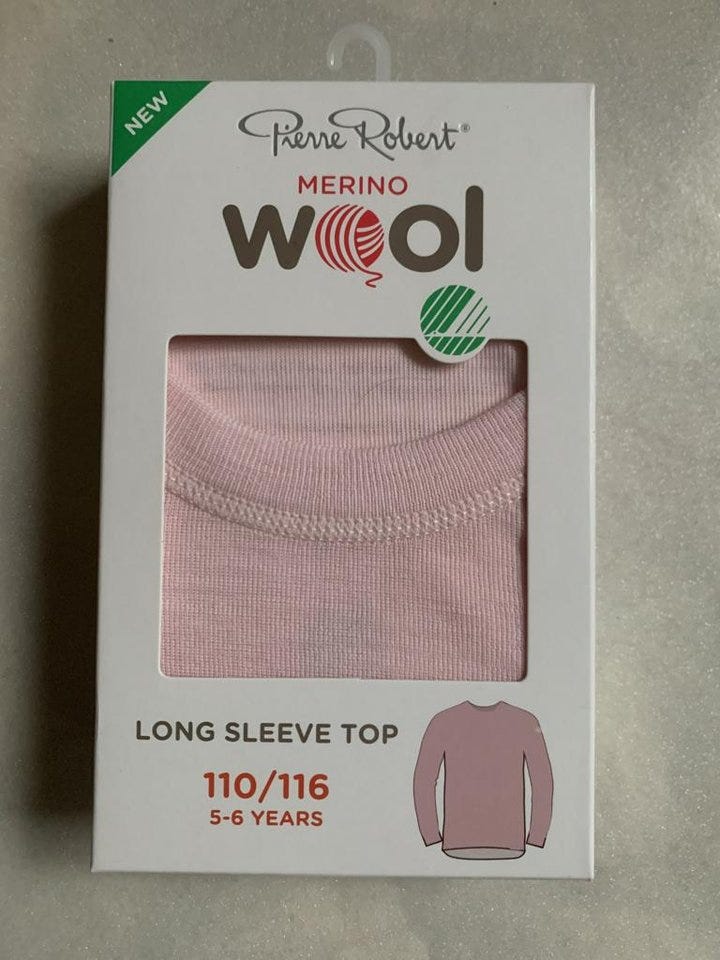 NEW
Pierre Robert®
MERINO
wool
LONG SLEEVE TOP
110/116
5-6 YEARS